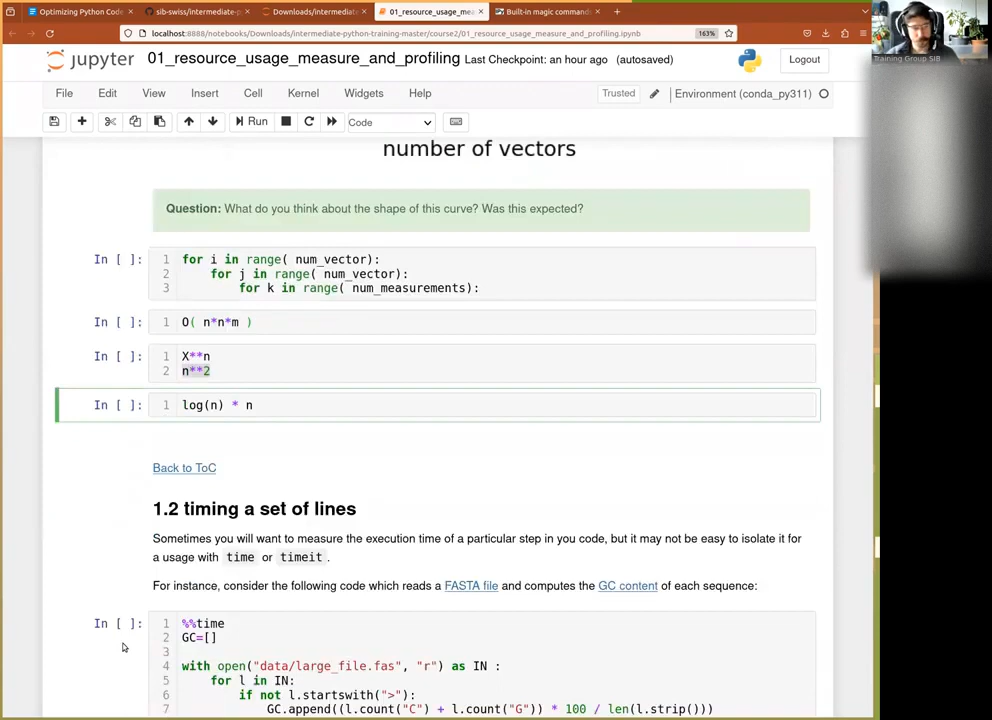 Optimizing Python Code
sib-swiss/intermediate-p
Downloads/intermediate
01_resource_usage_mea
Built-in magic command
localhost:8888/notebooks/Downloads/intermediate-python-training-master/course2/01_resource_usage_measure_and_profiling.ipynb
163%
Training Group SIB
jupyter 01_resource_usage_measure_and_profiling Last Checkpoint: an hour ago (autosaved)
Logout
File Edit View Insert Cell Kernel Widgets Help
Trusted
Environment (conda_py311)
Run
Code
number of vectors
Question: What do you think about the shape of this curve? Was this expected?
In [ ]: 1 for i in range( num_vector):
2 for j in range( num_vector):
3 for k in range( num_measurements):
In [ ]: 1 O( n*n*m )
In [ ]: 1 X**n
2 n**2
In [ ]: 1 log(n) * n
Back to ToC
1.2 timing a set of lines
Sometimes you will want to measure the execution time of a particular step in you code, but it may not be easy to isolate it for
a usage with time or timeit .
For instance, consider the following code which reads a FASTA file and computes the GC content of each sequence:
In [ ]: 1 %%time
2 GC=[]
3
4 with open("data/large_file.fas", "r") as IN :
5 for l in IN:
6 if not l.startswith(">"):
7 GC.append((l.count("C") + l.count("G")) * 100 / len(l.strip()))